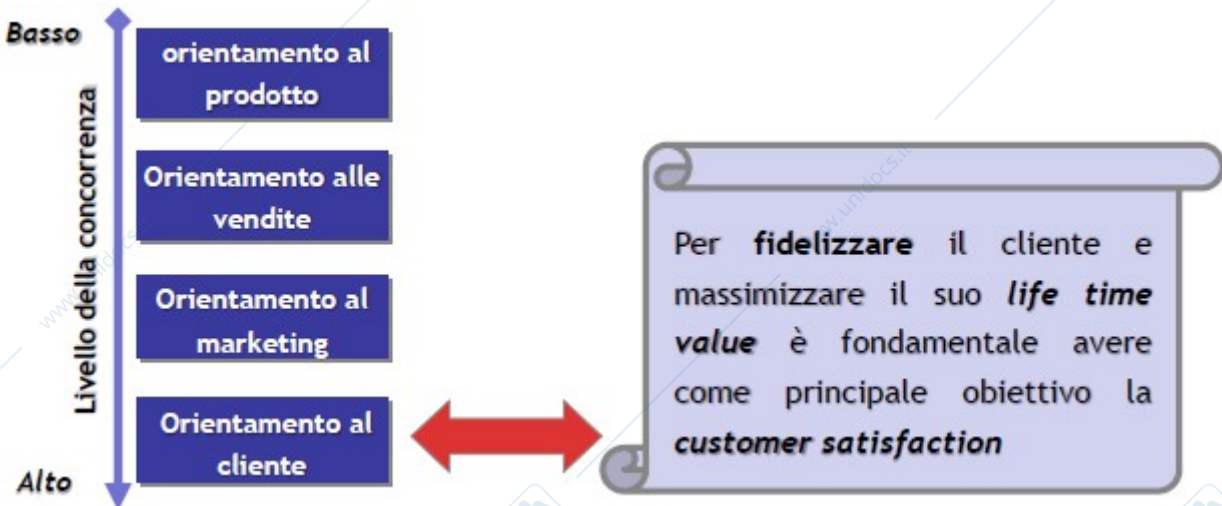 Basso
orientamento al
prodotto
Orientamento alle
vendite
Orientamento al
marketing
Orientamento al
cliente
Alto
Livello della concorrenza
Per fidelizzare il cliente e
massimizzare il suo life time
value è fondamentale avere
come principale obiettivo la
customer satisfaction